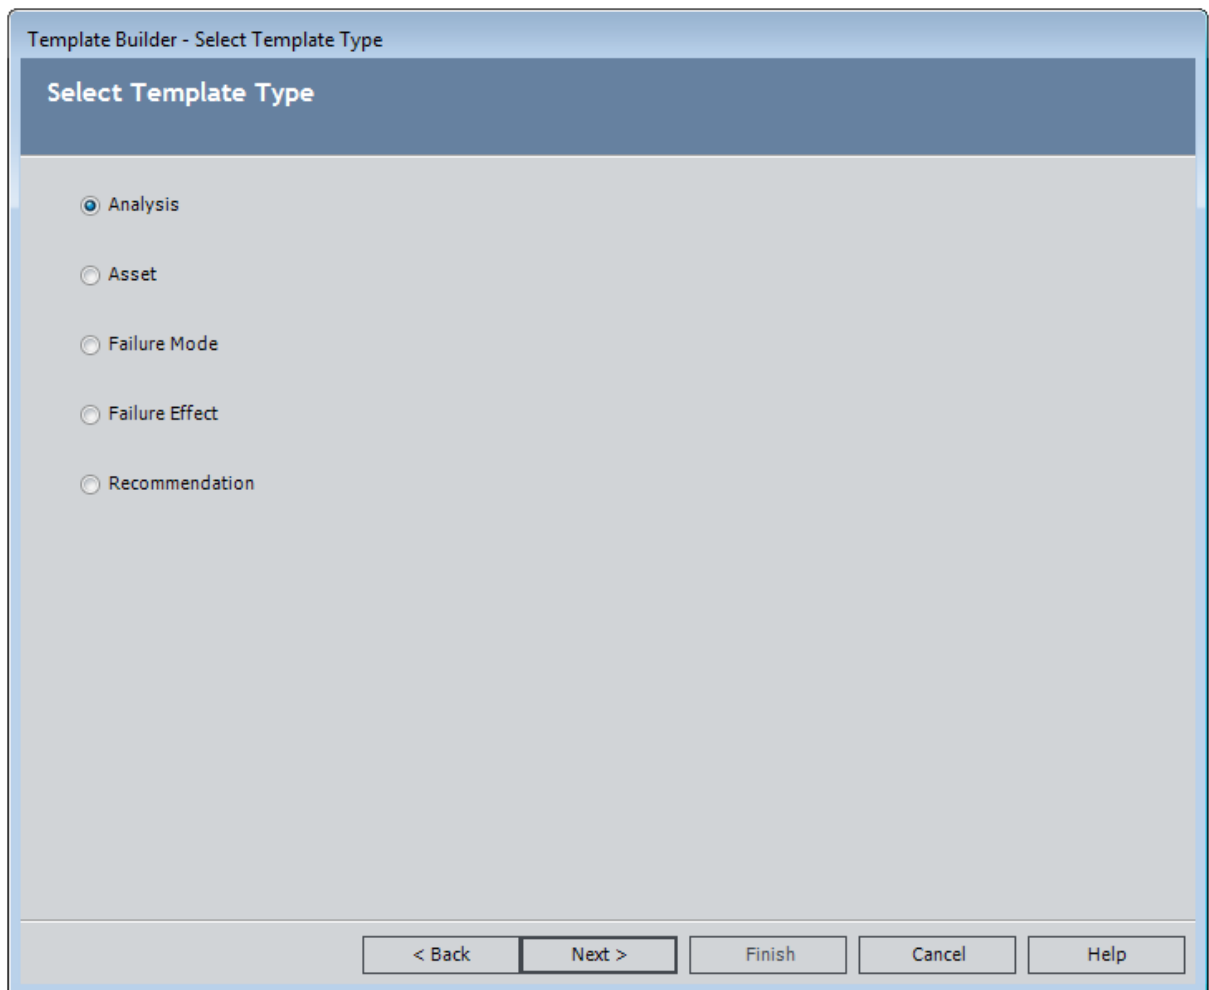 Template Builder - Select Template Type
Select Template Type
Analysis
Asset
Failure Mode
Failure Effect
Recommendation
< Back Next > Finish Cancel Help